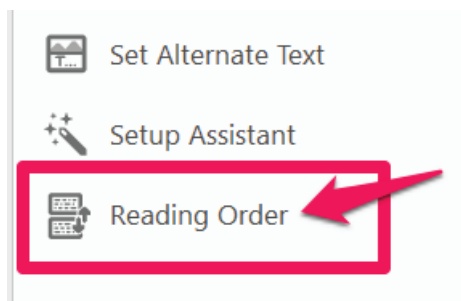 T...
Set Alternate Text
Setup Assistant
Reading Order